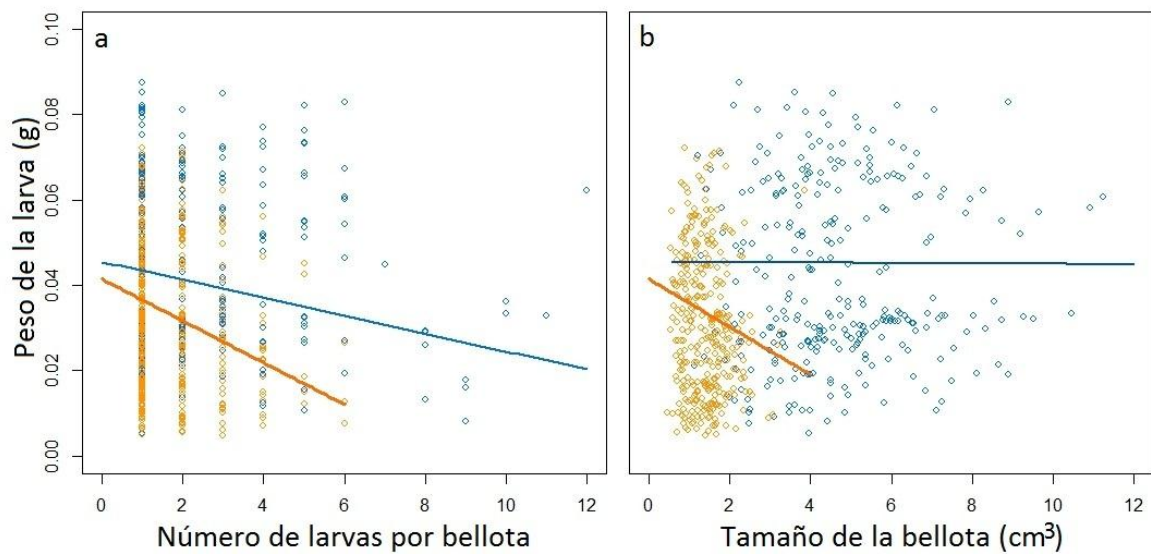 a
b
Peso de la larva (g)
0.10
0.08
0.06
0.04
0.02
0.00
0 2 4 6 8 10 12
0 2 4 6 8 10 12
Número de larvas por bellota
Tamaño de la bellota (cm³)